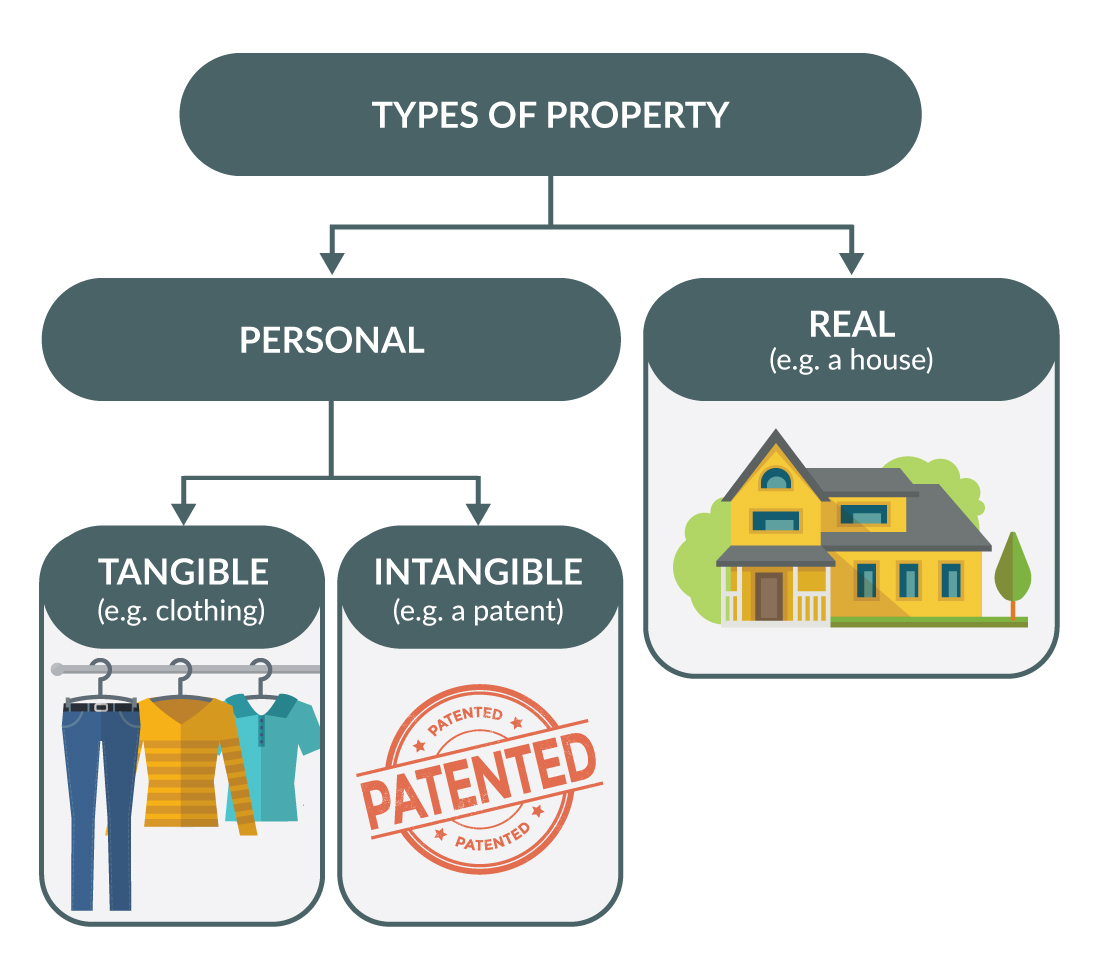 TYPES OF PROPERTY
PERSONAL
REAL
(e.g. a house)
TANGIBLE
(e.g. clothing)
INTANGIBLE
(e.g. a patent)
PATENTED
PATENTED
PATENTED